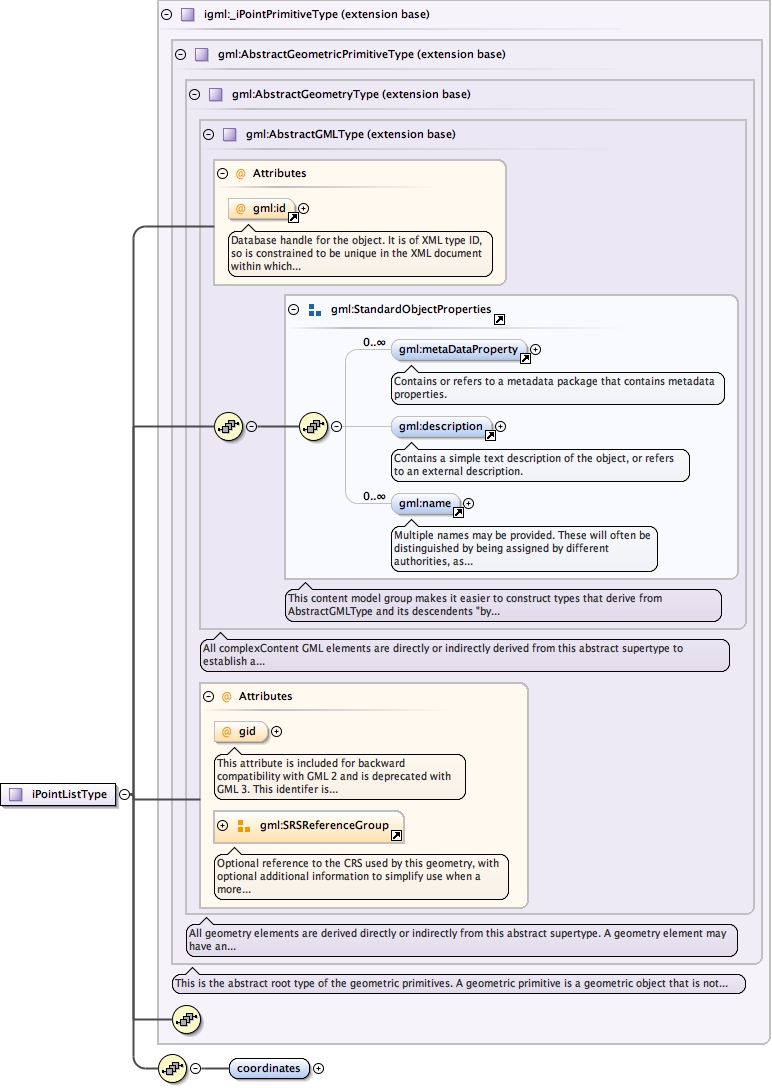 igml:_iPointPrimitiveType (extension base)
gml:AbstractGeometricPrimitiveType (extension base)
gml:AbstractGeometryType (extension base)
gml:AbstractGMLType (extension base)
@ Attributes
@ gml:id
Database handle for the object. It is of XML type ID,
so is constrained to be unique in the XML document
within which...
gml:StandardObjectProperties
0..∞
gml:metaDataProperty
Contains or refers to a metadata package that contains metadata
properties.
gml:description
Contains a simple text description of the object, or refers
to an external description.
0..∞
gml:name
Multiple names may be provided. These will often be
distinguished by being assigned by different
authorities, as...
This content model group makes it easier to construct types that derive from
AbstractGMLType and its descendents "by...
All complexContent GML elements are directly or indirectly derived from this abstract supertype to
establish a...
@ Attributes
@ gid
This attribute is included for backward
compatibility with GML 2 and is deprecated with
GML 3. This identifer is...
iPointListType
gml:SRSReferenceGroup
Optional reference to the CRS used by this geometry, with
optional additional information to simplify use when a
more...
All geometry elements are derived directly or indirectly from this abstract supertype. A geometry element may
have an...
This is the abstract root type of the geometric primitives. A geometric primitive is a geometric object that is not...
coordinates